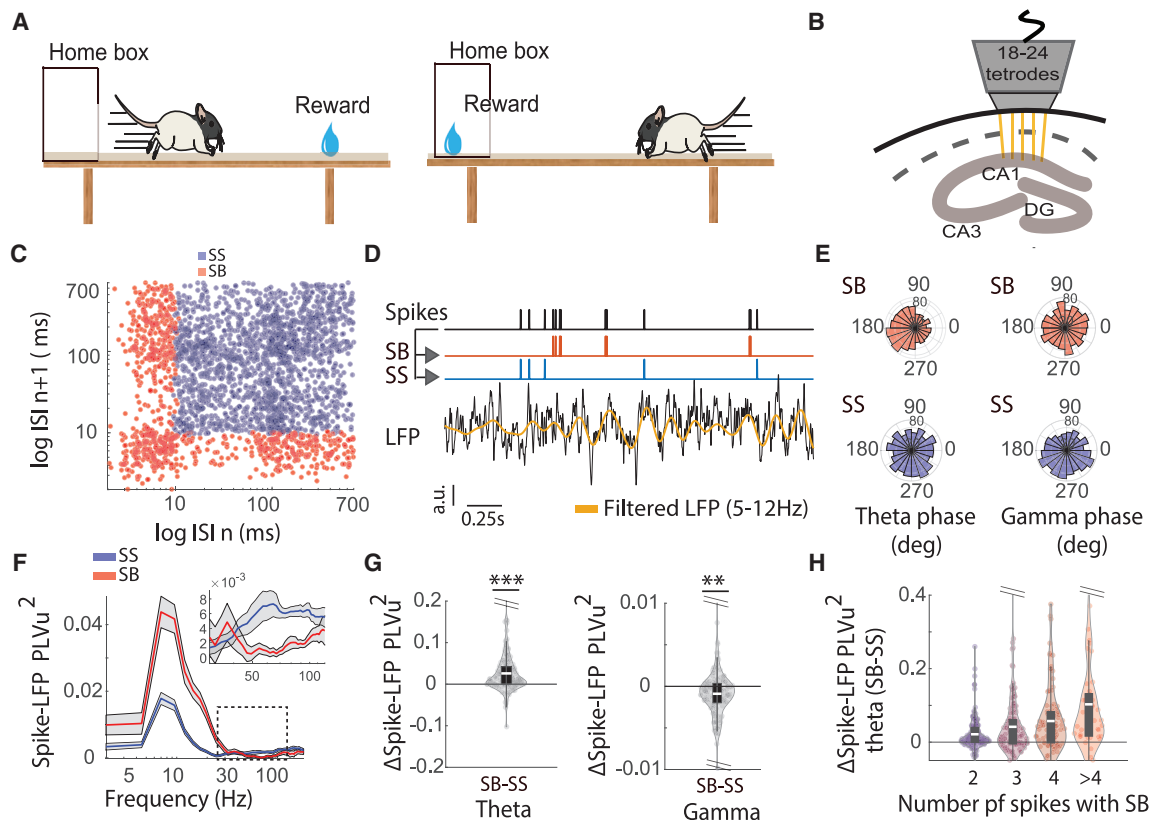 A
Home box
Reward
Home box
Reward
B
18-24
tetrodes
CA1
DG
CA3
C
SS
SB
log ISI n+1 ( ms)
700
100
10
10
100
700
log ISI n (ms)
D
Spikes
SB
SS
LFP
a.u.
0.25s
Filtered LFP (5-12Hz)
E
SB
90
80
180
0
270
90
80
180
0
270
SS
90
80
180
0
270
90
80
180
0
270
Theta phase
(deg)
Gamma phase
(deg)
F
SS
SB
Spike-LFP PLVu²
0.04
0.02
0
5
10
30
100
Frequency (Hz)
× 10⁻³
8
6
4
2
0
50
100
G
ΔSpike-LFP PLVu²
0.2
0.1
0
-0.1
-0.2
***
SB-SS
Theta
ΔSpike-LFP PLVu²
0.01
0
-0.01
**
SB-SS
Gamma
H
ΔSpike-LFP PLVu²
theta (SB-SS)
0.4
0.2
0
2
3
4
>4
Number pf spikes with SB